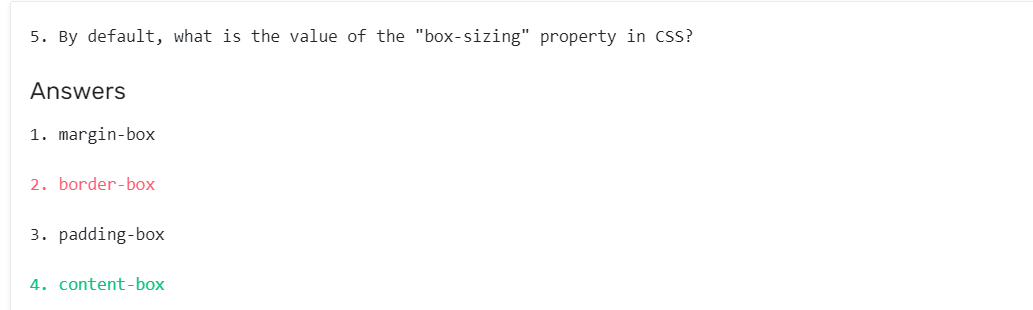 5. By default, what is the value of the "box-sizing" property in CSS?
Answers
1. margin-box
2. border-box
3. padding-box
4. content-box